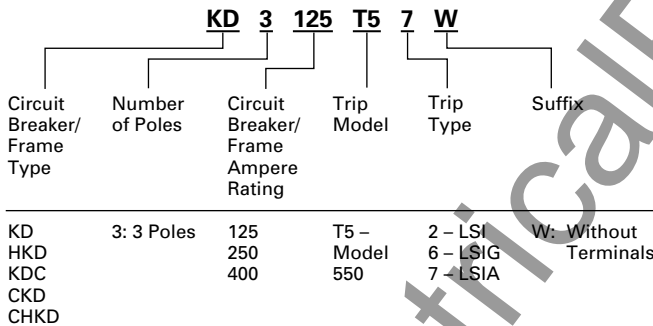 KD 3 125 T5 7 W
Circuit Breaker/ Frame Type
Number of Poles
Circuit Breaker/ Frame Ampere Rating
Trip Model
Trip Type
Suffix
KD
HKD
KDC
CKD
CHKD
3: 3 Poles
125
250
400
T5 –
Model
550
2 – LSI
6 – LSIG
7 – LSIA
W: Without
Terminals